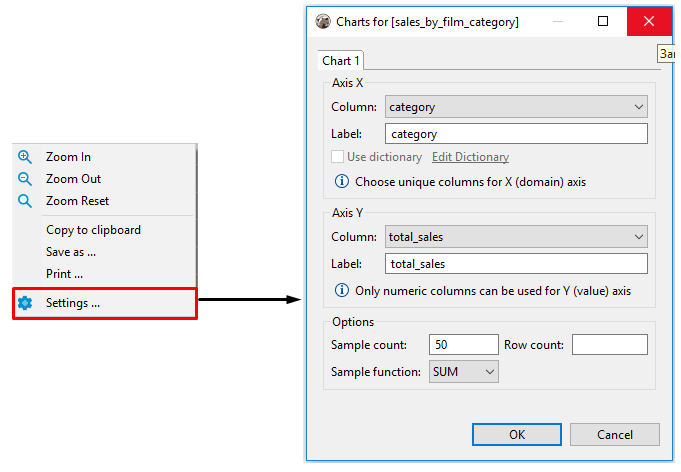 Zoom In
Zoom Out
Zoom Reset
Copy to clipboard
Save as ...
Print ...
Settings ...
Charts for [sales_by_film_category]
Chart 1
Axis X
Column: category
Label: category
Use dictionary Edit Dictionary
Choose unique columns for X (domain) axis
Axis Y
Column: total_sales
Label: total_sales
Only numeric columns can be used for Y (value) axis
Options
Sample count: 50 Row count:
Sample function: SUM
OK Cancel